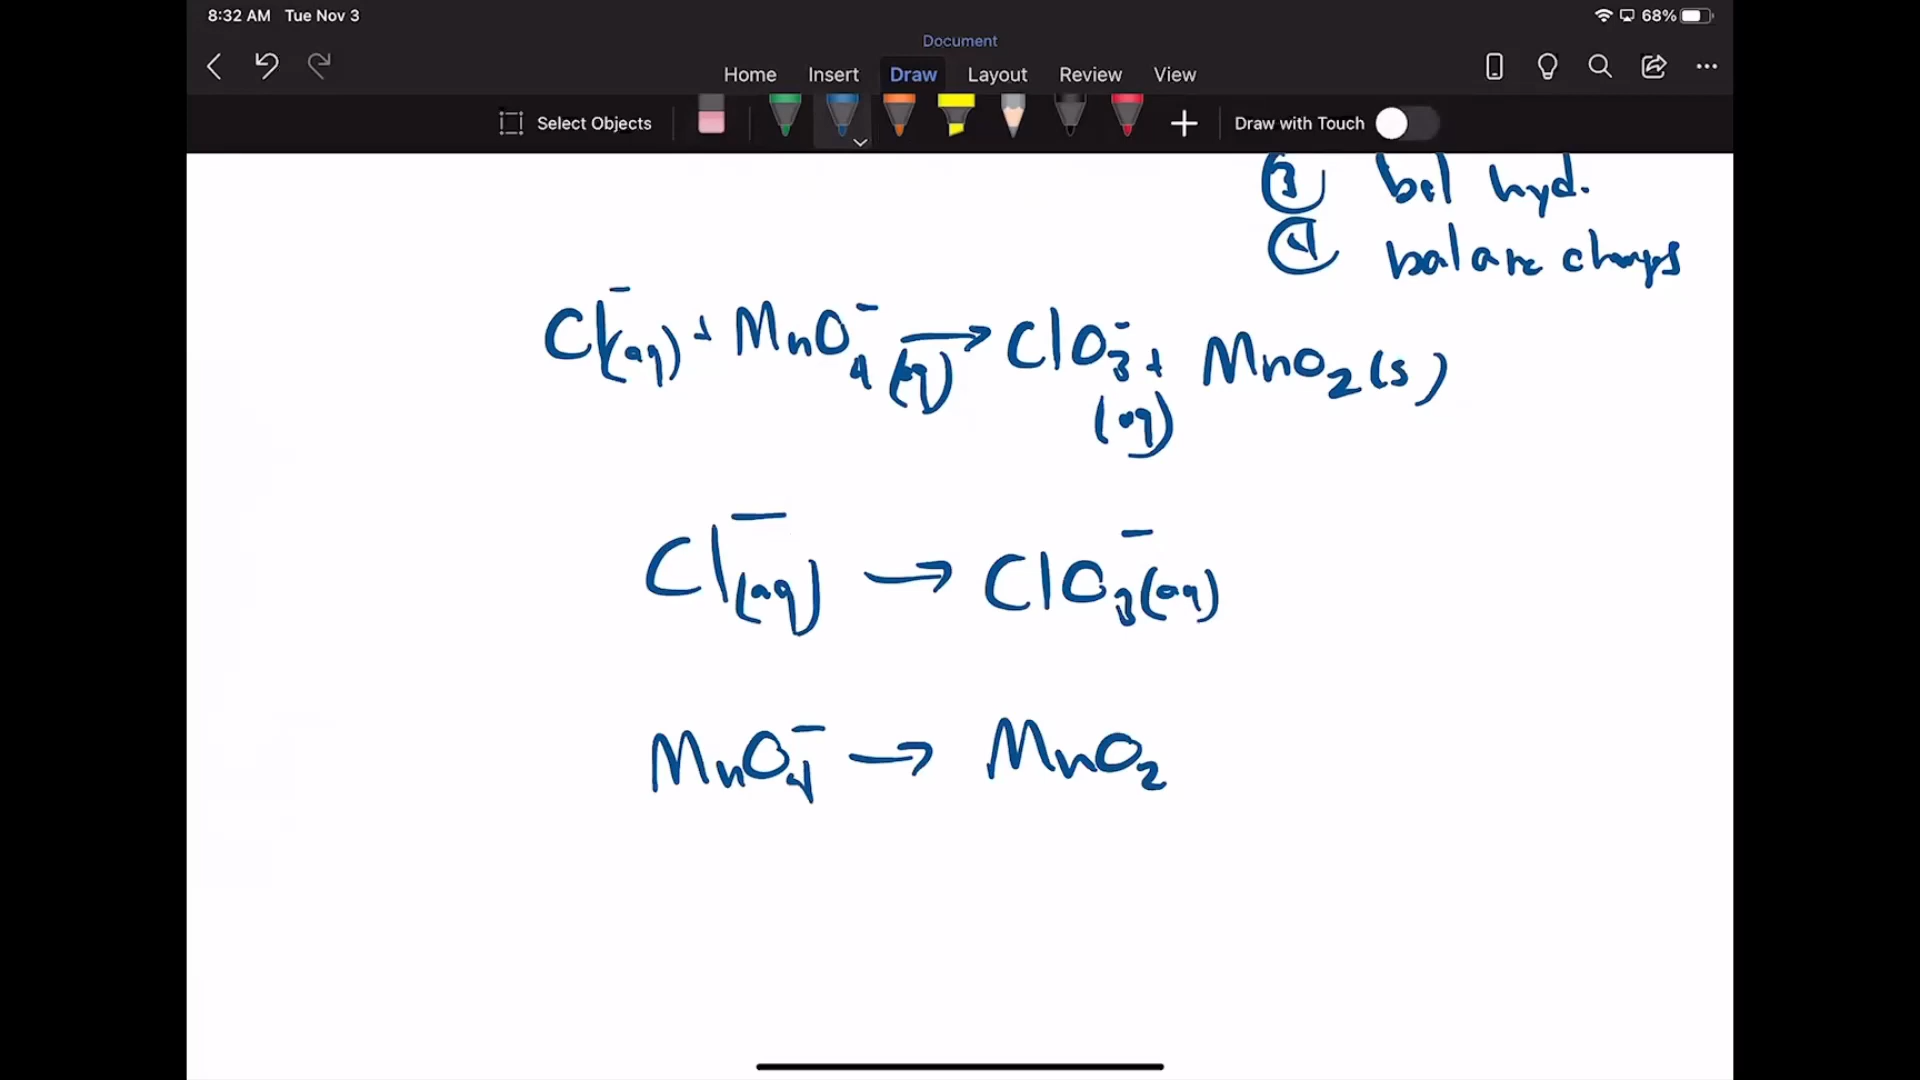 8:32 AM Tue Nov 3
68%
Document
Home Insert Draw Layout Review View
Select Objects
Draw with Touch
③ bal hyd.
④ balance charges
Cl⁻(aq) + MnO₄⁻(aq) → ClO₃⁻(aq) + MnO₂(s)
Cl⁻(aq) → ClO₃⁻(aq)
MnO₄⁻ → MnO₂